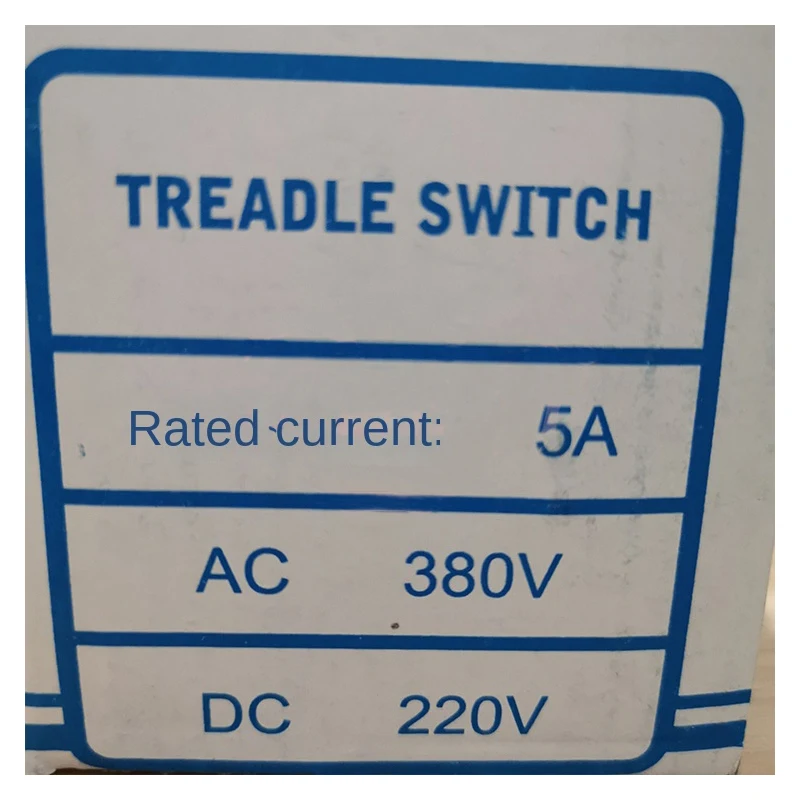 TREADLE SWITCH
Rated current: 5A
AC 380V
DC 220V